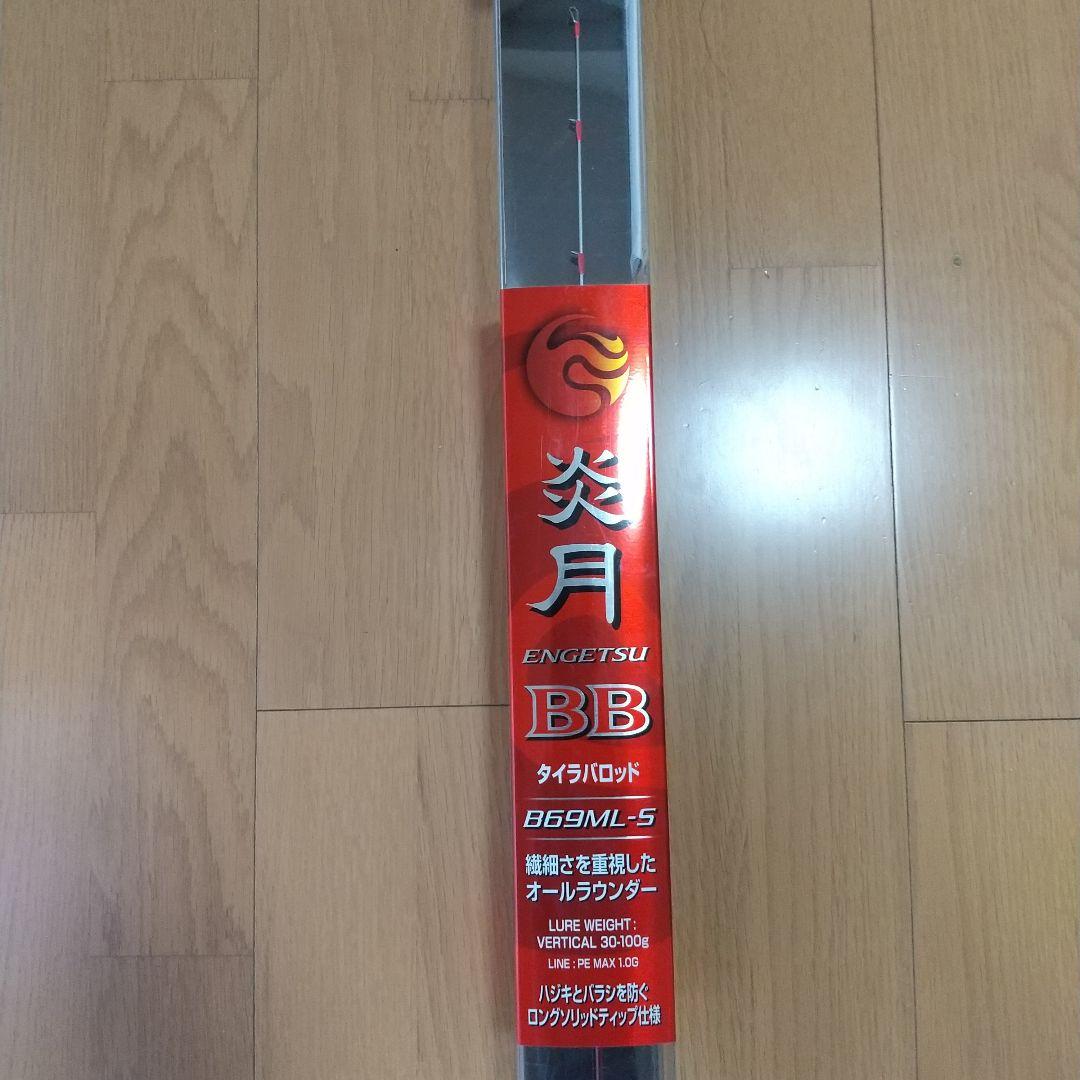 炎月
ENGETSU
BB
タイラバロッド
B69ML-S
繊細さを重視した
オールラウンダー
LURE WEIGHT :
VERTICAL 30-100g
LINE : PE MAX 1.0G
ハジキとバラシを防ぐ
ロングソリッドティップ仕様